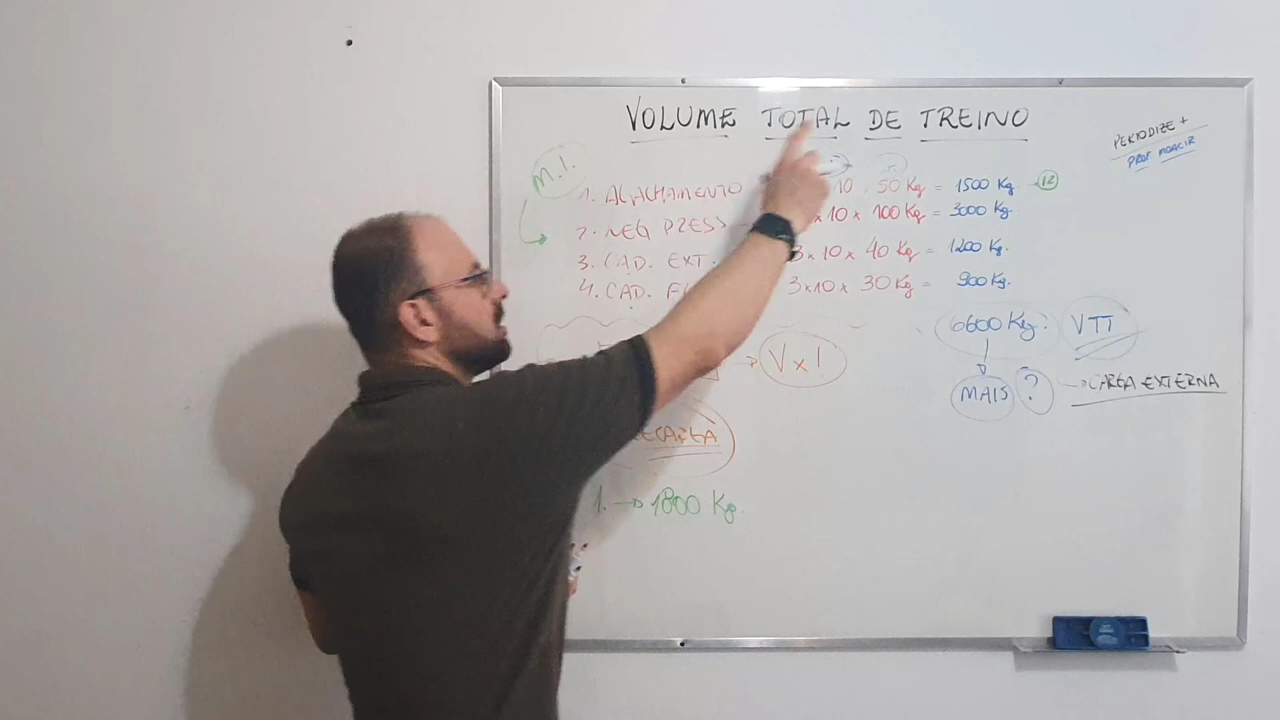 VOLUME TOTAL DE TREINO
PERIODIZE +
PROF MOACIR
M.I.
1. AGACHAMENTO 10 x 50 Kg = 1500 Kg → 12
2. LEG PRESS x 10 x 100 Kg = 3000 Kg.
3. CAD. EXT. 3 x 10 x 40 Kg = 1200 Kg.
4. CAD. 3 x 10 x 30 Kg = 900 Kg.
6600 Kg. VTT
→ V x I
MAIS ? → CARGA EXTERNA
1. → 1800 Kg.